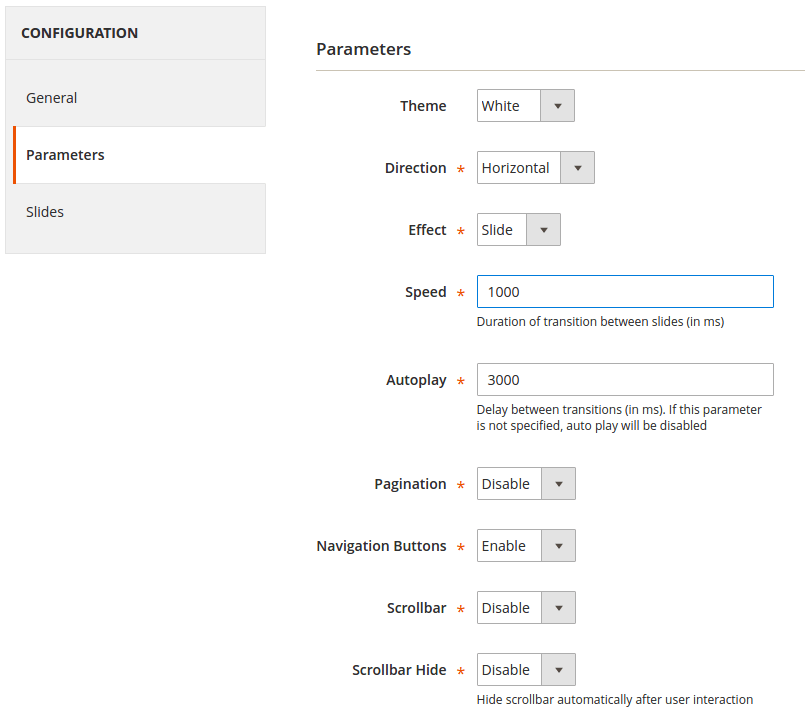 CONFIGURATION
General
Parameters
Slides
Parameters
Theme White
Direction * Horizontal
Effect * Slide
Speed * 1000
Duration of transition between slides (in ms)
Autoplay * 3000
Delay between transitions (in ms). If this parameter
is not specified, auto play will be disabled
Pagination * Disable
Navigation Buttons * Enable
Scrollbar * Disable
Scrollbar Hide * Disable
Hide scrollbar automatically after user interaction